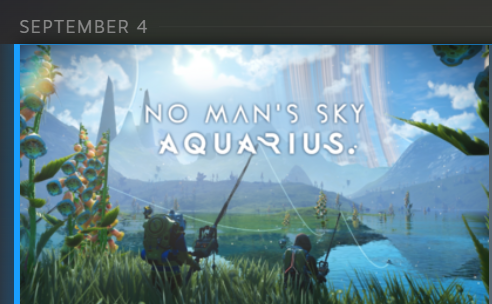 SEPTEMBER 4
NO MAN'S SKY
AQUARIUS.